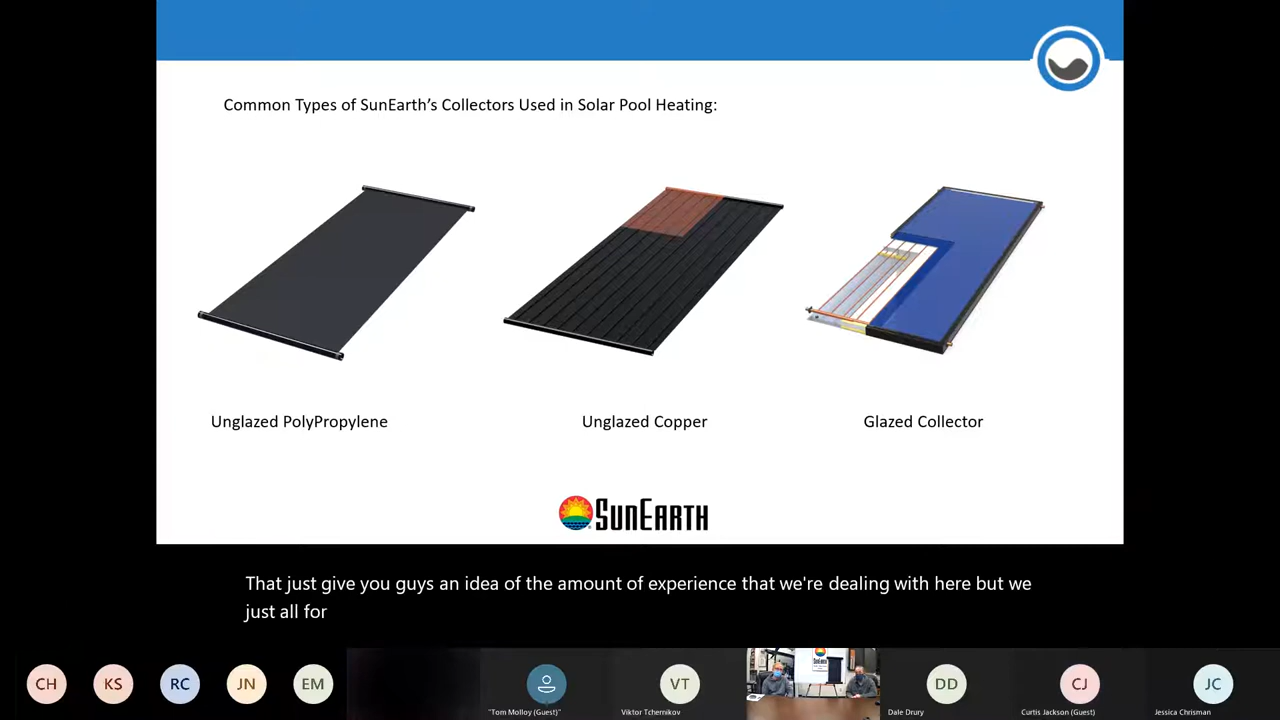 Common Types of SunEarth’s Collectors Used in Solar Pool Heating:
Unglazed PolyPropylene
Unglazed Copper
Glazed Collector
SunEarth
That just give you guys an idea of the amount of experience that we're dealing with here but we
just all for
CH
KS
RC
JN
EM
VT
DD
CJ
JC
"Tom Molloy (Guest)"
Viktor Tchernikov
Dale Drury
Curtis Jackson (Guest)
Jessica Chrisman